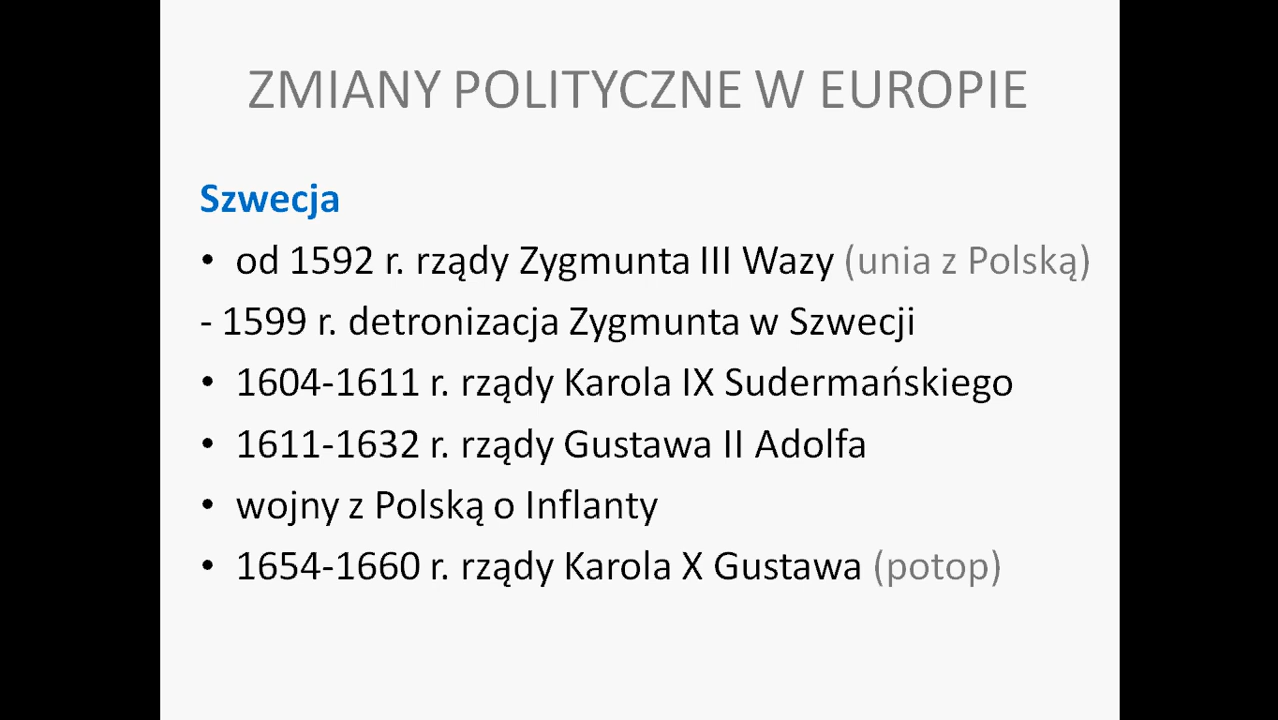 ZMIANY POLITYCZNE W EUROPIE
Szwecja
• od 1592 r. rządy Zygmunta III Wazy (unia z Polską)
- 1599 r. detronizacja Zygmunta w Szwecji
• 1604-1611 r. rządy Karola IX Sudermańskiego
• 1611-1632 r. rządy Gustawa II Adolfa
• wojny z Polską o Inflanty
• 1654-1660 r. rządy Karola X Gustawa (potop)